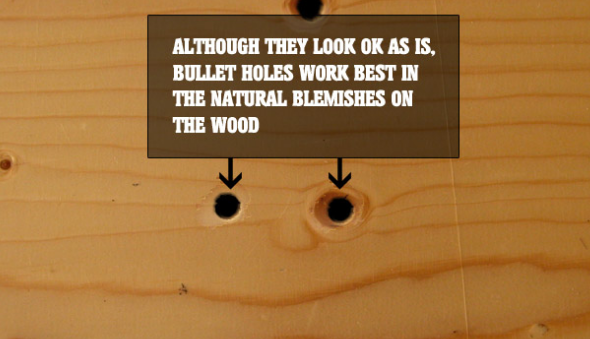 ALTHOUGH THEY LOOK OK AS IS,
BULLET HOLES WORK BEST IN
THE NATURAL BLEMISHES ON
THE WOOD